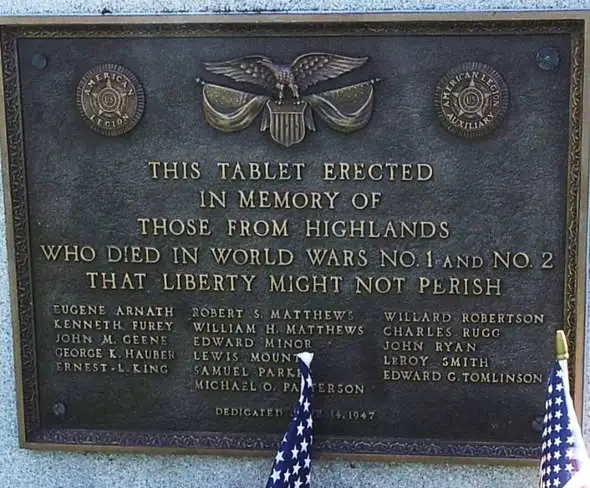 AMERICAN LEGION
AMERICAN LEGION AUXILIARY
THIS TABLET ERECTED
IN MEMORY OF
THOSE FROM HIGHLANDS
WHO DIED IN WORLD WARS NO. 1 AND NO. 2
THAT LIBERTY MIGHT NOT PERISH
EUGENE ARNATH
KENNETH FUREY
JOHN M. GEENE
GEORGE K. HAUBER
ERNEST L. KING
ROBERT S. MATTHEWS
WILLIAM H. MATTHEWS
EDWARD MINOR
LEWIS MOUNT
SAMUEL
MICHAEL O.
WILLARD ROBERTSON
CHARLES RUGG
JOHN RYAN
LEROY SMITH
EDWARD G. TOMLINSON
DEDICATED 14, 1947